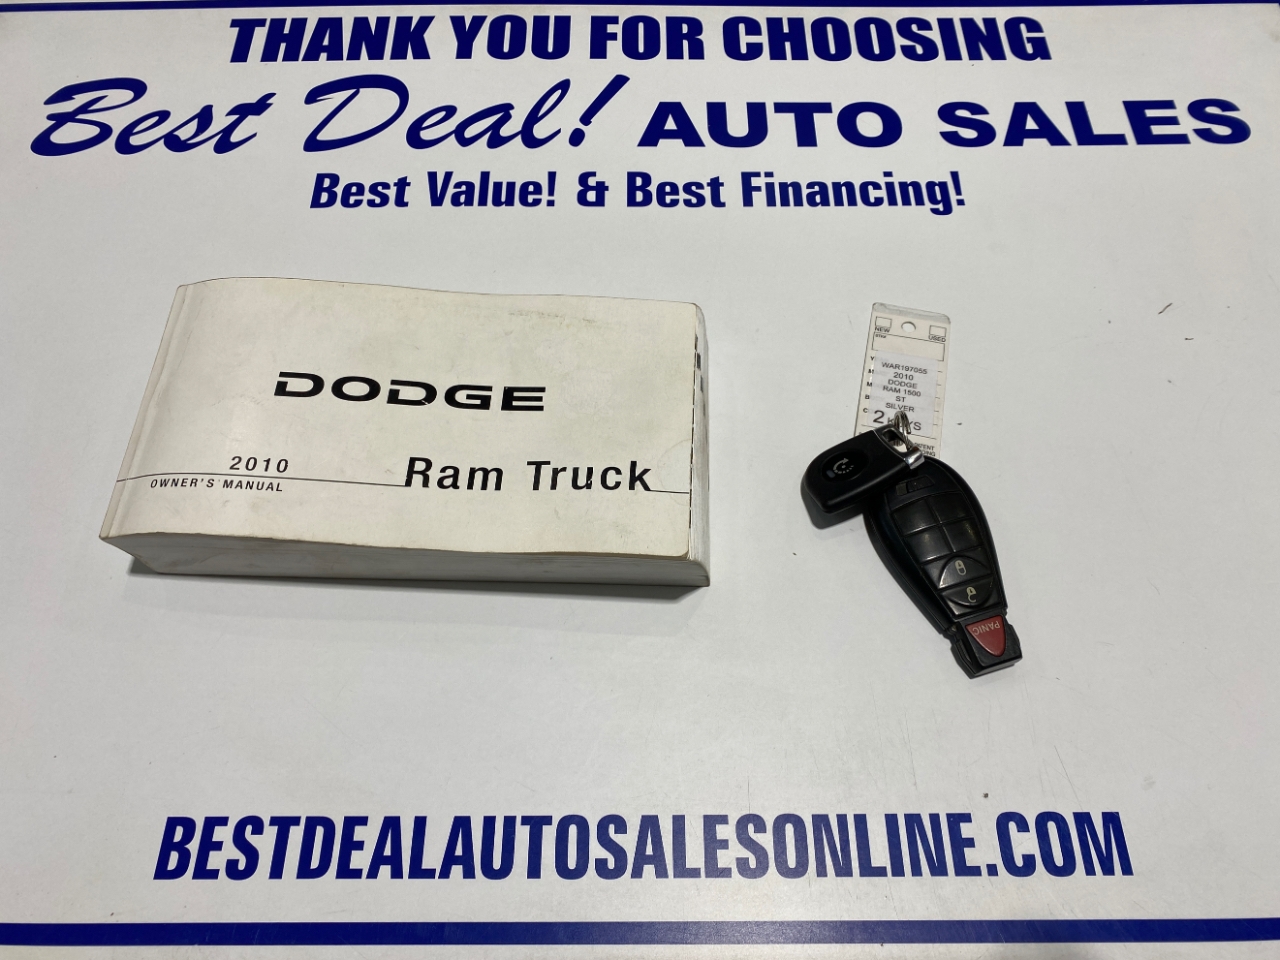 THANK YOU FOR CHOOSING
Best Deal! AUTO SALES
Best Value! & Best Financing!
DODGE
2010
OWNER'S MANUAL
Ram Truck
NEW
USED
WAR197055
2010
DODGE
RAM 1500
ST
SILVER
2 KEYS
PANIC
BESTDEALAUTOSALESONLINE.COM